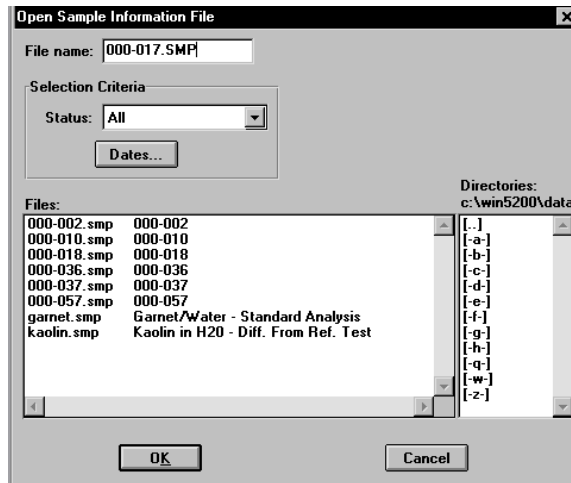 Open Sample Information File
File name: 000-017.SMP
Selection Criteria
Status: All
Dates...
Files:
000-002.smp 000-002
000-010.smp 000-010
000-018.smp 000-018
000-036.smp 000-036
000-037.smp 000-037
000-057.smp 000-057
garnet.smp Garnet/Water - Standard Analysis
kaolin.smp Kaolin in H20 - Diff. From Ref. Test
Directories:
c:\win5200\data
[..]
[-a-]
[-b-]
[-c-]
[-d-]
[-e-]
[-f-]
[-g-]
[-h-]
[-q-]
[-w-]
[-z-]
OK
Cancel